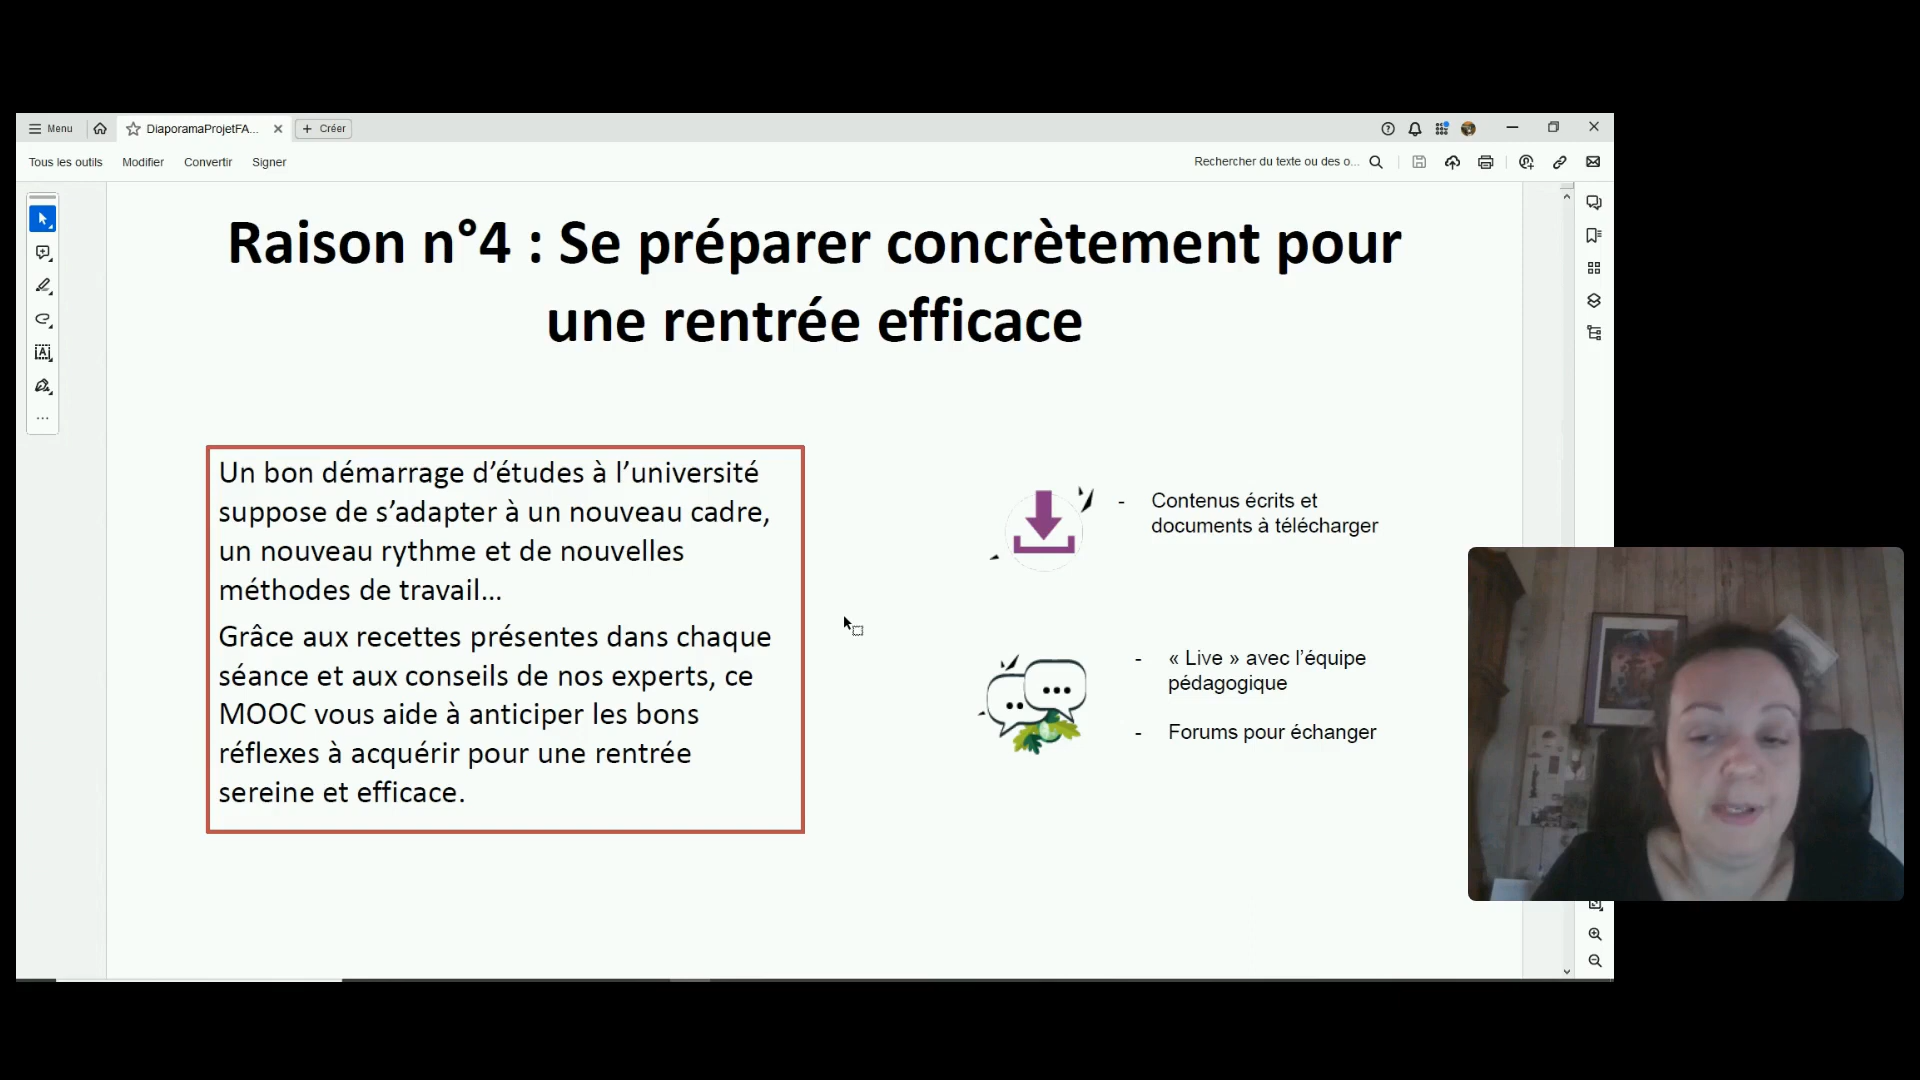 Menu
DiaporamaProjetFA...
Créer
Tous les outils
Modifier
Convertir
Signer
Rechercher du texte ou des o...
Raison n°4 : Se préparer concrètement pour
une rentrée efficace
Un bon démarrage d’études à l’université
suppose de s’adapter à un nouveau cadre,
un nouveau rythme et de nouvelles
méthodes de travail...
Grâce aux recettes présentes dans chaque
séance et aux conseils de nos experts, ce
MOOC vous aide à anticiper les bons
réflexes à acquérir pour une rentrée
sereine et efficace.
- Contenus écrits et
documents à télécharger
- « Live » avec l’équipe
pédagogique
- Forums pour échanger